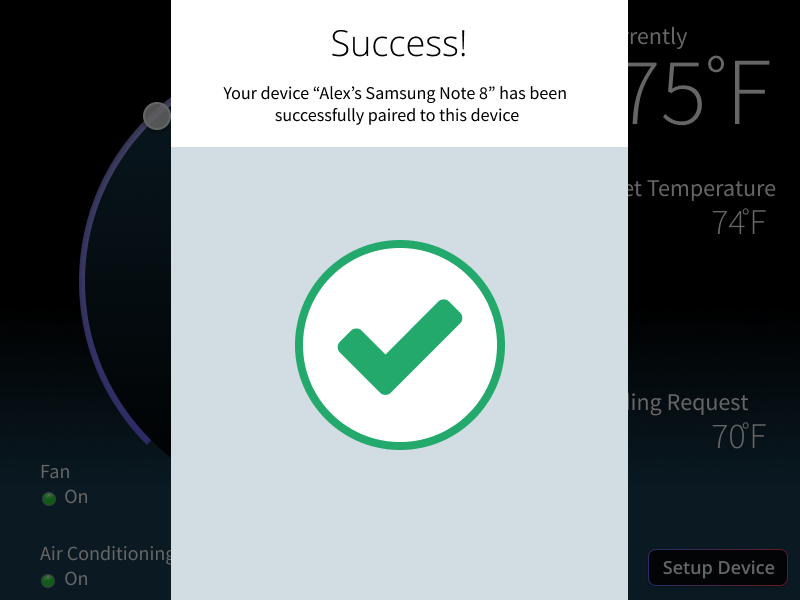 Success!
Your device “Alex’s Samsung Note 8” has been
successfully paired to this device
rently
75°F
et Temperature
74°F
ling Request
70°F
Fan
On
Air Conditioning
On
Setup Device